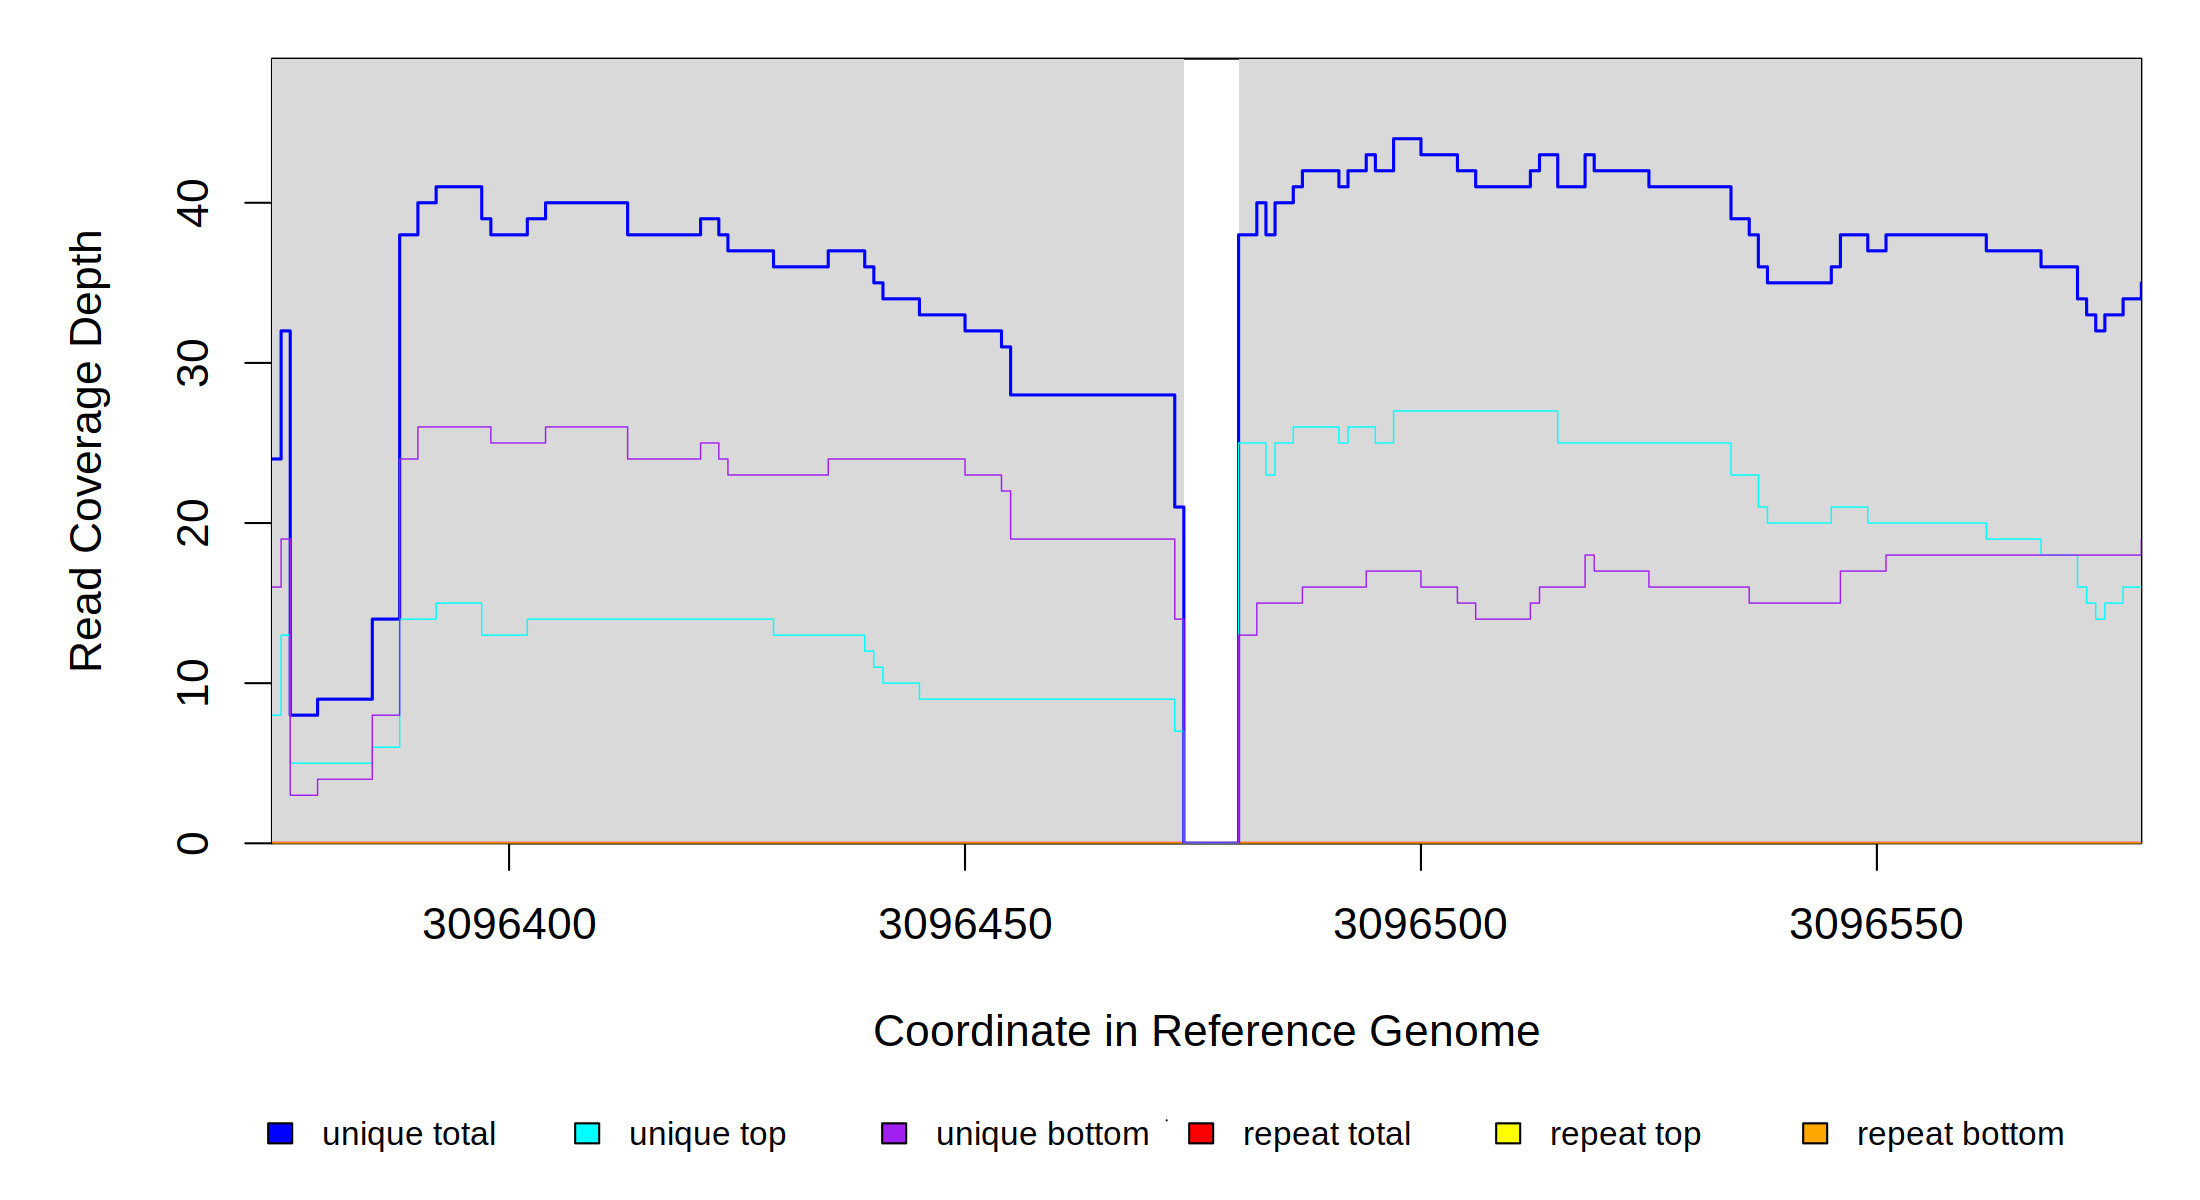 Read Coverage Depth
40
30
20
10
0
3096400 3096450 3096500 3096550
Coordinate in Reference Genome
unique total unique top unique bottom repeat total repeat top repeat bottom